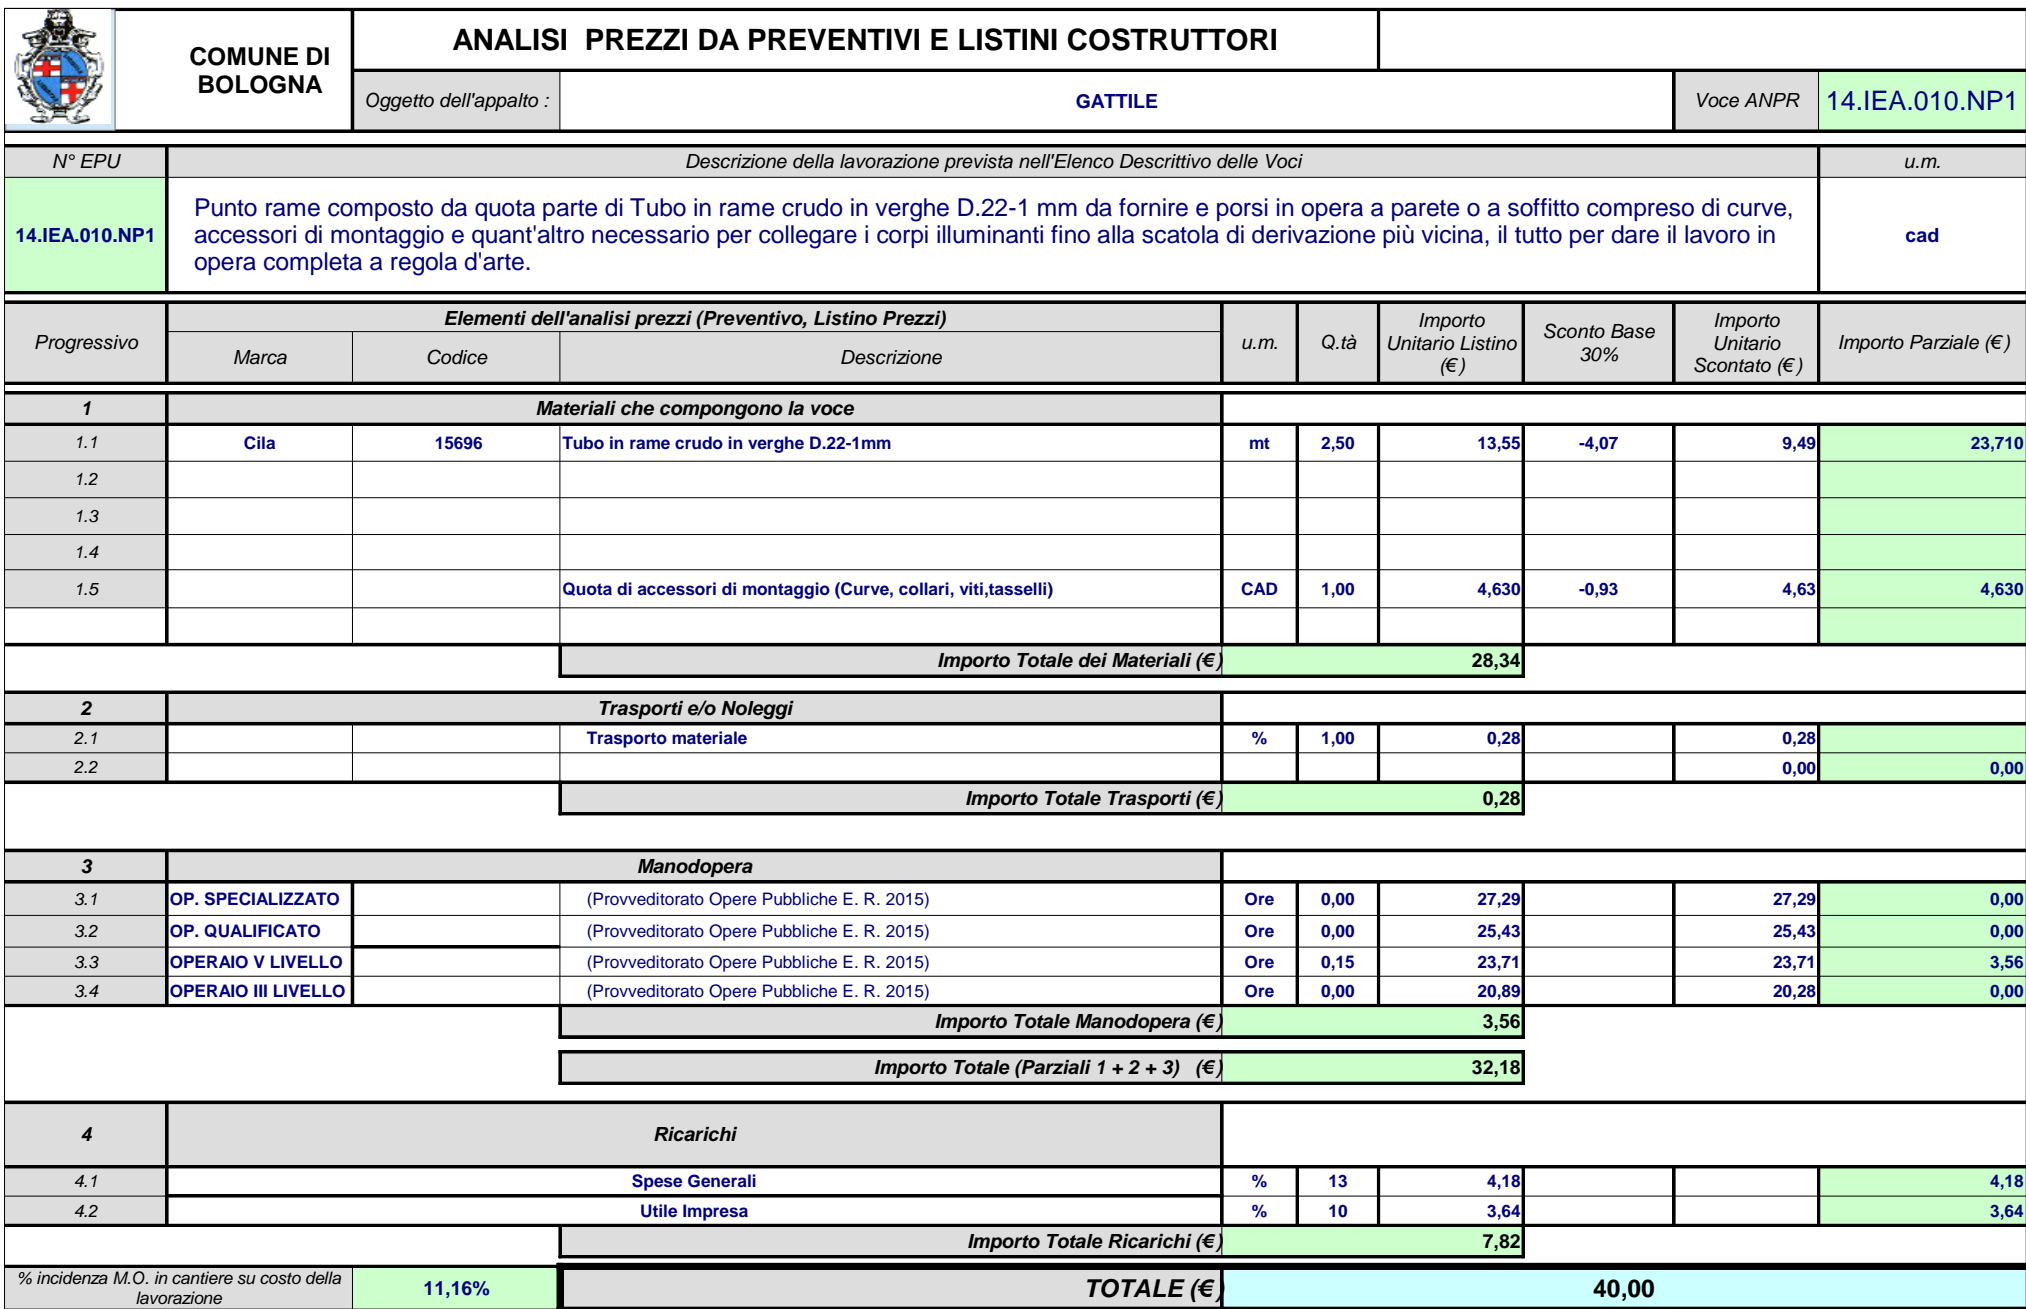 COMUNE DI BOLOGNA
ANALISI PREZZI DA PREVENTIVI E LISTINI COSTRUTTORI
Oggetto dell'appalto : GATTILE Voce ANPR 14.IEA.010.NP1
N° EPU Descrizione della lavorazione prevista nell'Elenco Descrittivo delle Voci u.m.
14.IEA.010.NP1
Punto rame composto da quota parte di Tubo in rame crudo in verghe D.22-1 mm da fornire e porsi in opera a parete o a soffitto compreso di curve,
accessori di montaggio e quant'altro necessario per collegare i corpi illuminanti fino alla scatola di derivazione più vicina, il tutto per dare il lavoro in
opera completa a regola d'arte.
cad
Progressivo Elementi dell'analisi prezzi (Preventivo, Listino Prezzi) u.m. Q.tà Importo Unitario Listino (€) Sconto Base 30% Importo Unitario Scontato (€) Importo Parziale (€)
Marca Codice Descrizione
1 Materiali che compongono la voce
1.1 Cila 15696 Tubo in rame crudo in verghe D.22-1mm mt 2,50 13,55 -4,07 9,49 23,710
1.2
1.3
1.4
1.5 Quota di accessori di montaggio (Curve, collari, viti,tasselli) CAD 1,00 4,630 -0,93 4,63 4,630
Importo Totale dei Materiali (€) 28,34
2 Trasporti e/o Noleggi
2.1 Trasporto materiale % 1,00 0,28 0,28
2.2 0,00 0,00
Importo Totale Trasporti (€) 0,28
3 Manodopera
3.1 OP. SPECIALIZZATO (Provveditorato Opere Pubbliche E. R. 2015) Ore 0,00 27,29 27,29 0,00
3.2 OP. QUALIFICATO (Provveditorato Opere Pubbliche E. R. 2015) Ore 0,00 25,43 25,43 0,00
3.3 OPERAIO V LIVELLO (Provveditorato Opere Pubbliche E. R. 2015) Ore 0,15 23,71 23,71 3,56
3.4 OPERAIO III LIVELLO (Provveditorato Opere Pubbliche E. R. 2015) Ore 0,00 20,89 20,28 0,00
Importo Totale Manodopera (€) 3,56
Importo Totale (Parziali 1 + 2 + 3) (€) 32,18
4 Ricarichi
4.1 Spese Generali % 13 4,18 4,18
4.2 Utile Impresa % 10 3,64 3,64
Importo Totale Ricarichi (€) 7,82
% incidenza M.O. in cantiere su costo della lavorazione 11,16% TOTALE (€) 40,00